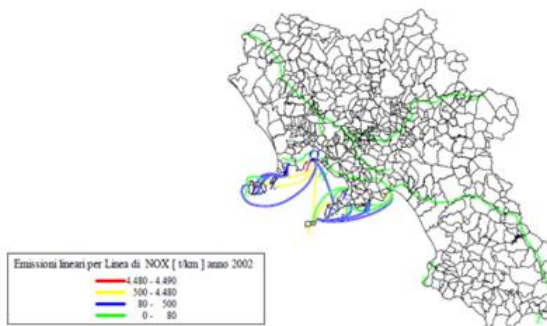 Emissioni lineari per Linea di NOX [ t/km ] anno 2002
4.480 - 4.490
500 - 4.480
80 - 500
0 - 80